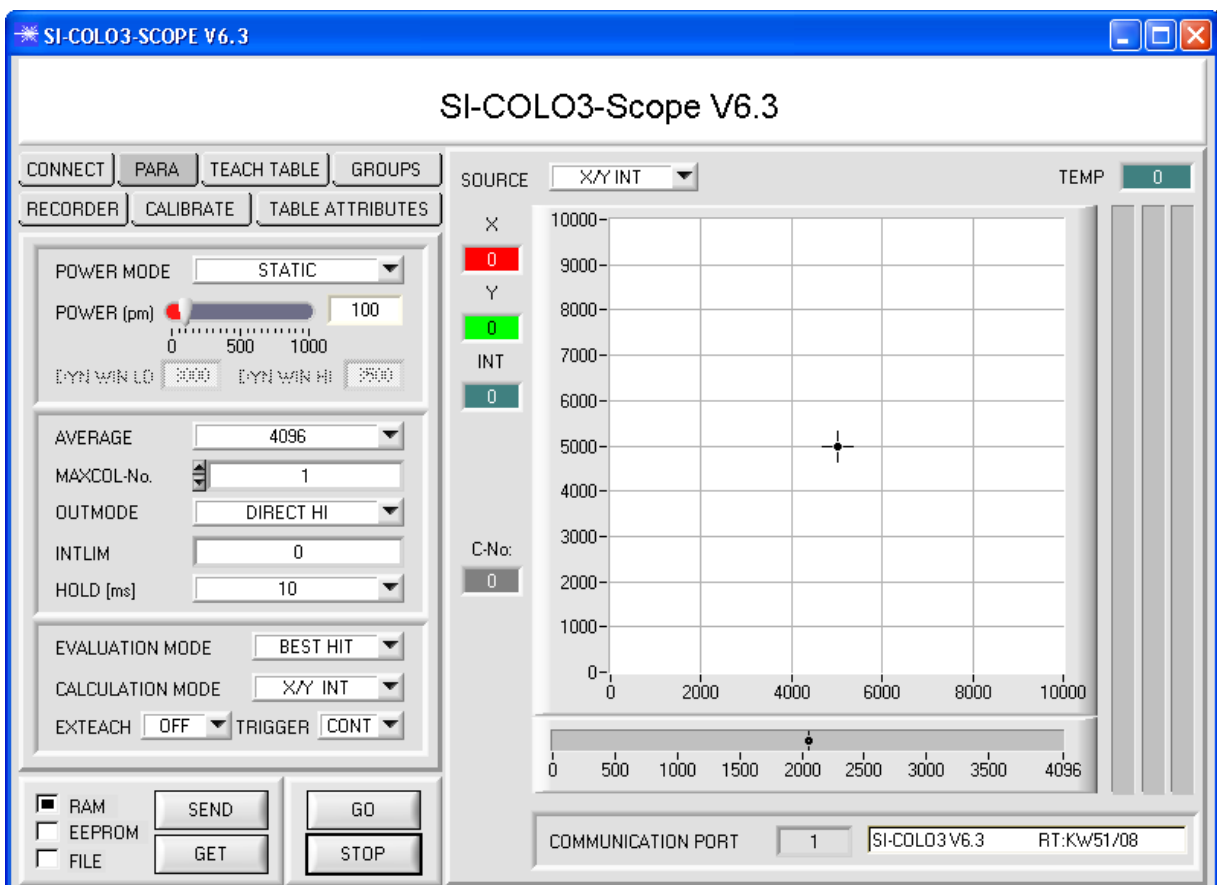 SI-COLO3-SCOPE V6.3
SI-COLO3-Scope V6.3
CONNECT PARA TEACH TABLE GROUPS
RECORDER CALIBRATE TABLE ATTRIBUTES
POWER MODE STATIC
POWER (pm) 100
0 500 1000
DYN WIN LO 3000 DYN WIN HI 3500
AVERAGE 4096
MAXCOL-No. 1
OUTMODE DIRECT HI
INTLIM 0
HOLD [ms] 10
EVALUATION MODE BEST HIT
CALCULATION MODE X/Y INT
EXTEACH OFF TRIGGER CONT
RAM
EEPROM
FILE
SEND
GET
GO
STOP
SOURCE X/Y INT
TEMP 0
X
0
Y
0
INT
0
C-No:
0
10000
9000
8000
7000
6000
5000
4000
3000
2000
1000
0
0 2000 4000 6000 8000 10000
0 500 1000 1500 2000 2500 3000 3500 4096
COMMUNICATION PORT 1 SI-COLO3 V6.3 RT:KW51/08